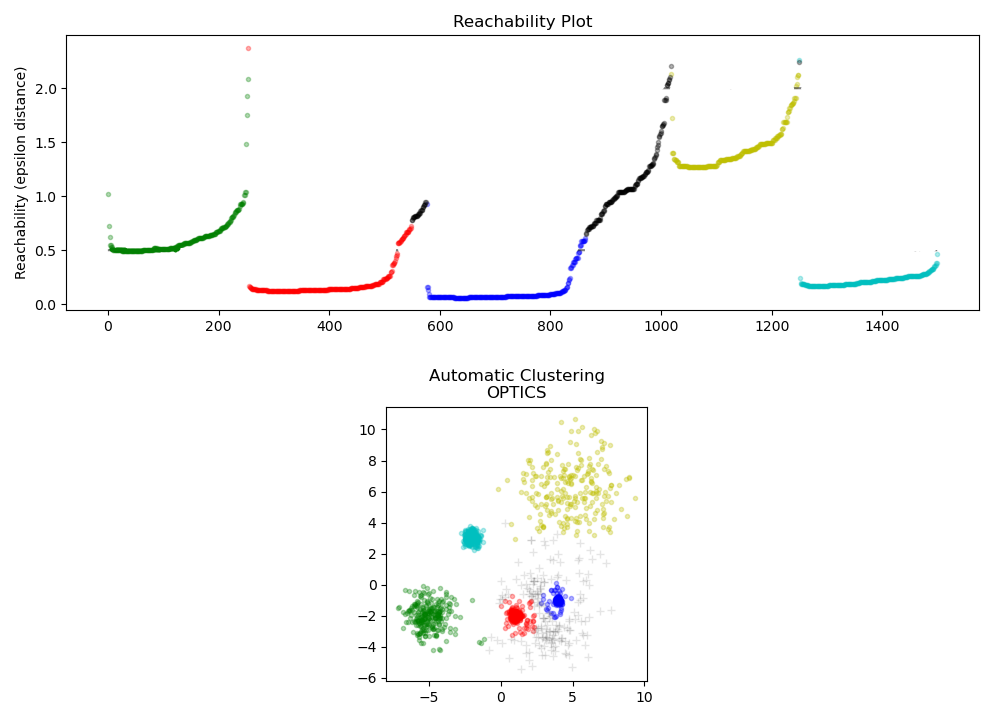 Reachability Plot
Reachability (epsilon distance)
2.0
1.5
1.0
0.5
0.0
0 200 400 600 800 1000 1200 1400
Automatic Clustering
OPTICS
10
8
6
4
2
0
−2
−4
−6
−5 0 5 10